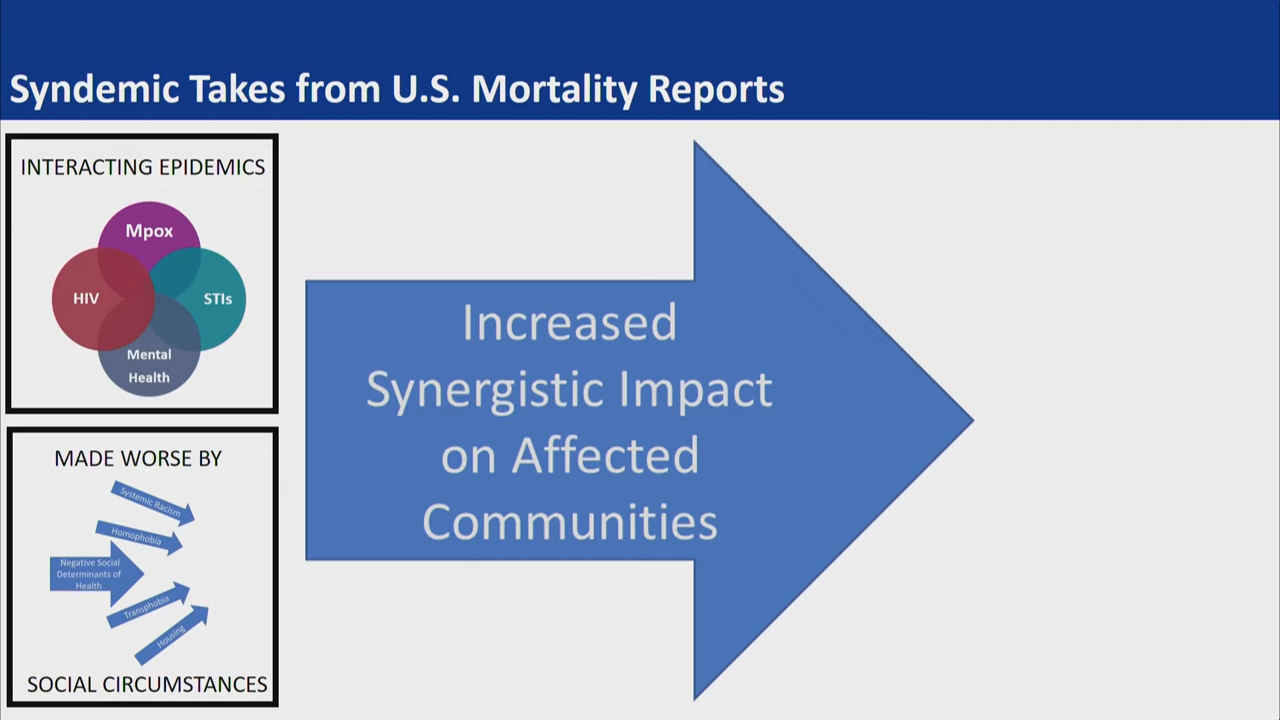 Syndemic Takes from U.S. Mortality Reports
INTERACTING EPIDEMICS
Mpox
HIV
STIs
Mental
Health
MADE WORSE BY
Systemic Racism
Homophobia
Negative Social
Determinants of
Health
Transphobia
Housing
SOCIAL CIRCUMSTANCES
Increased
Synergistic Impact
on Affected
Communities